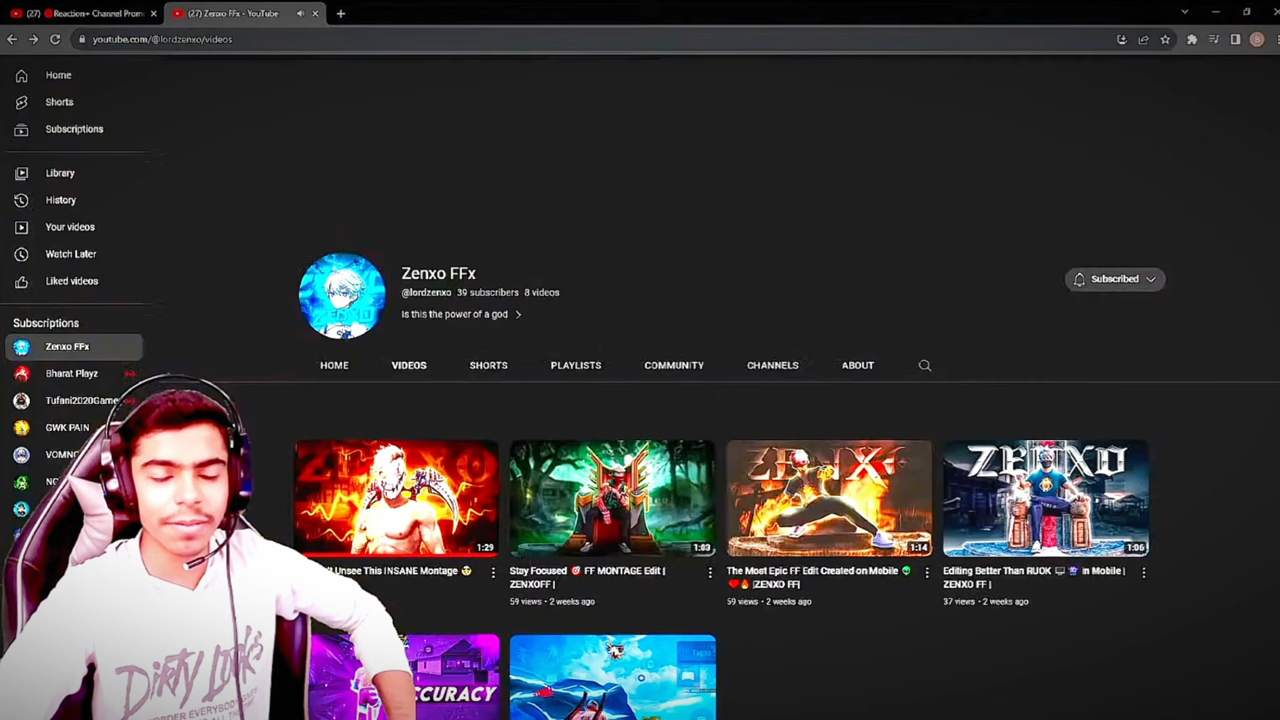 (27) 🔴Reaction+ Channel Prom
(27) Zenxo FFx - YouTube
youtube.com/@lordzenxo/videos
B
Home
Shorts
Subscriptions
Library
History
Your videos
Watch Later
Liked videos
Subscriptions
Zenxo FFx
Bharat Playz
Tufani2020Game
GWK PAIN
Zenxo FFx
@lordzenxo 39 subscribers 8 videos
Is this the power of a god
Subscribed
HOME VIDEOS SHORTS PLAYLISTS COMMUNITY CHANNELS ABOUT
ZENXO
ZENXO
1:29
1:03
1:14
1:06
Unsee This INSANE Montage
Stay Focused 🎯 FF MONTAGE Edit |
ZENXOFF |
59 views • 2 weeks ago
The Most Epic FF Edit Created on Mobile
|ZENXO FF|
59 views • 2 weeks ago
Editing Better Than RUOK in Mobile |
ZENXO FF |
37 views • 2 weeks ago
CCURACY
DIRTY